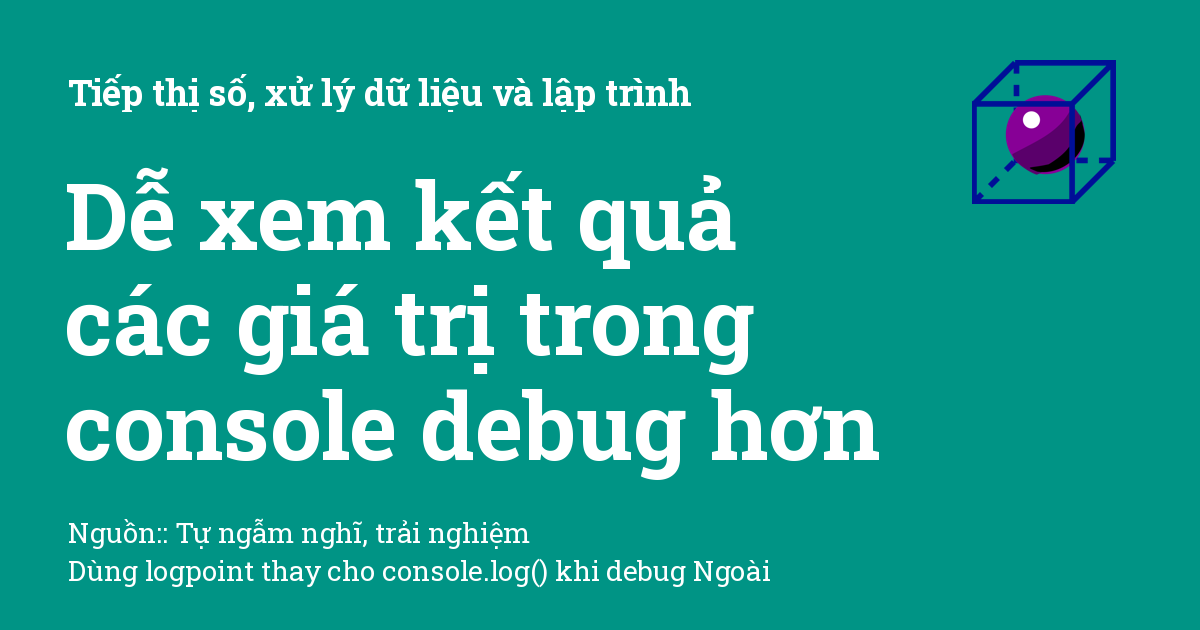 Tiếp thị số, xử lý dữ liệu và lập trình
Dễ xem kết quả
các giá trị trong
console debug hơn
Nguồn:: Tự ngẫm nghĩ, trải nghiệm
Dùng logpoint thay cho console.log() khi debug Ngoài